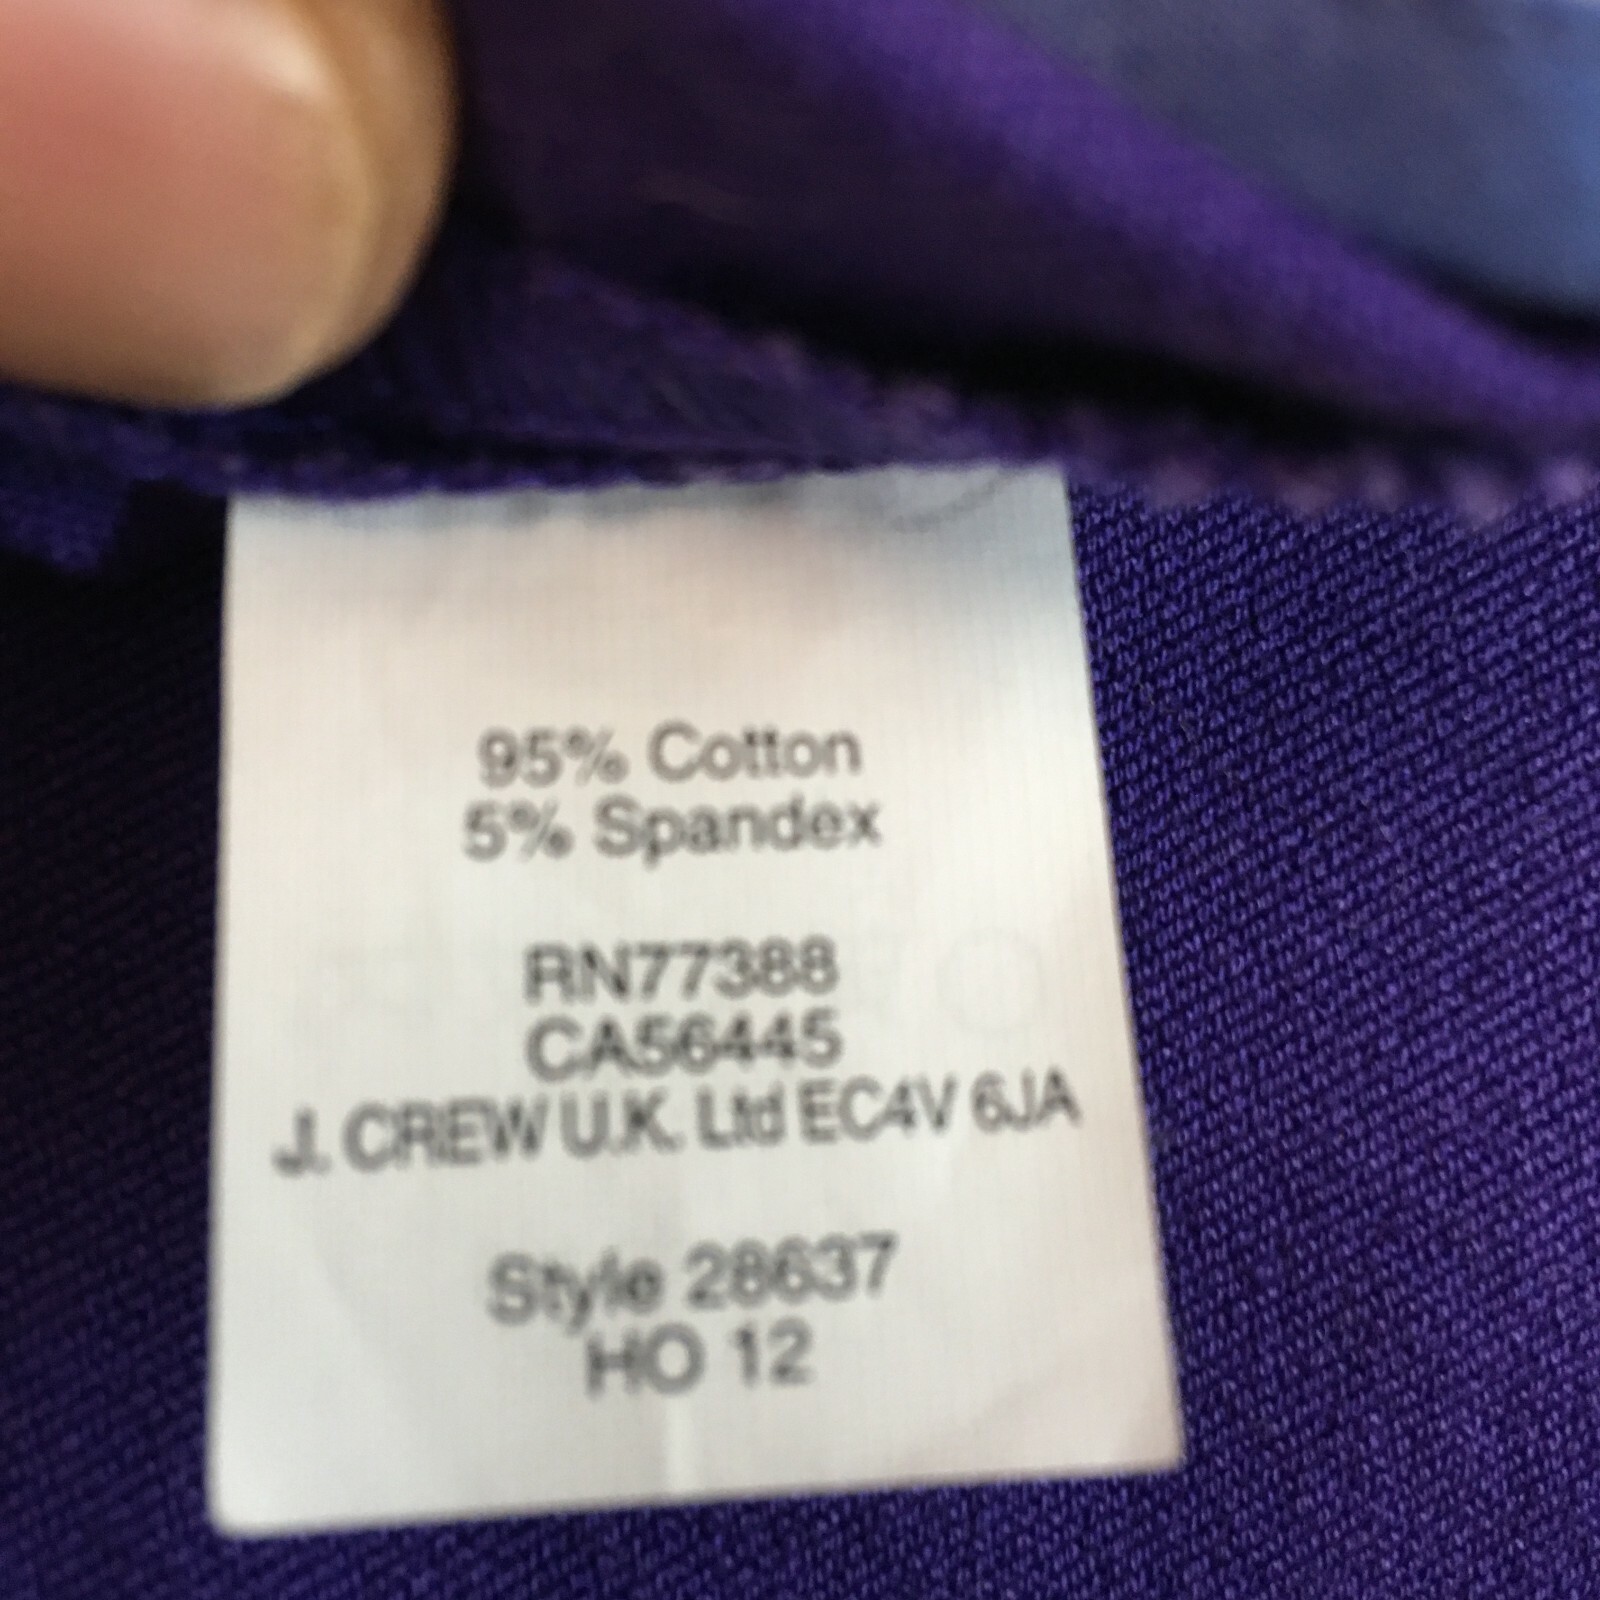 95% Cotton
5% Spandex
RN77388
CA56445
J. CREW U.K. Ltd EC4V 6JA
Style 28637
HO 12